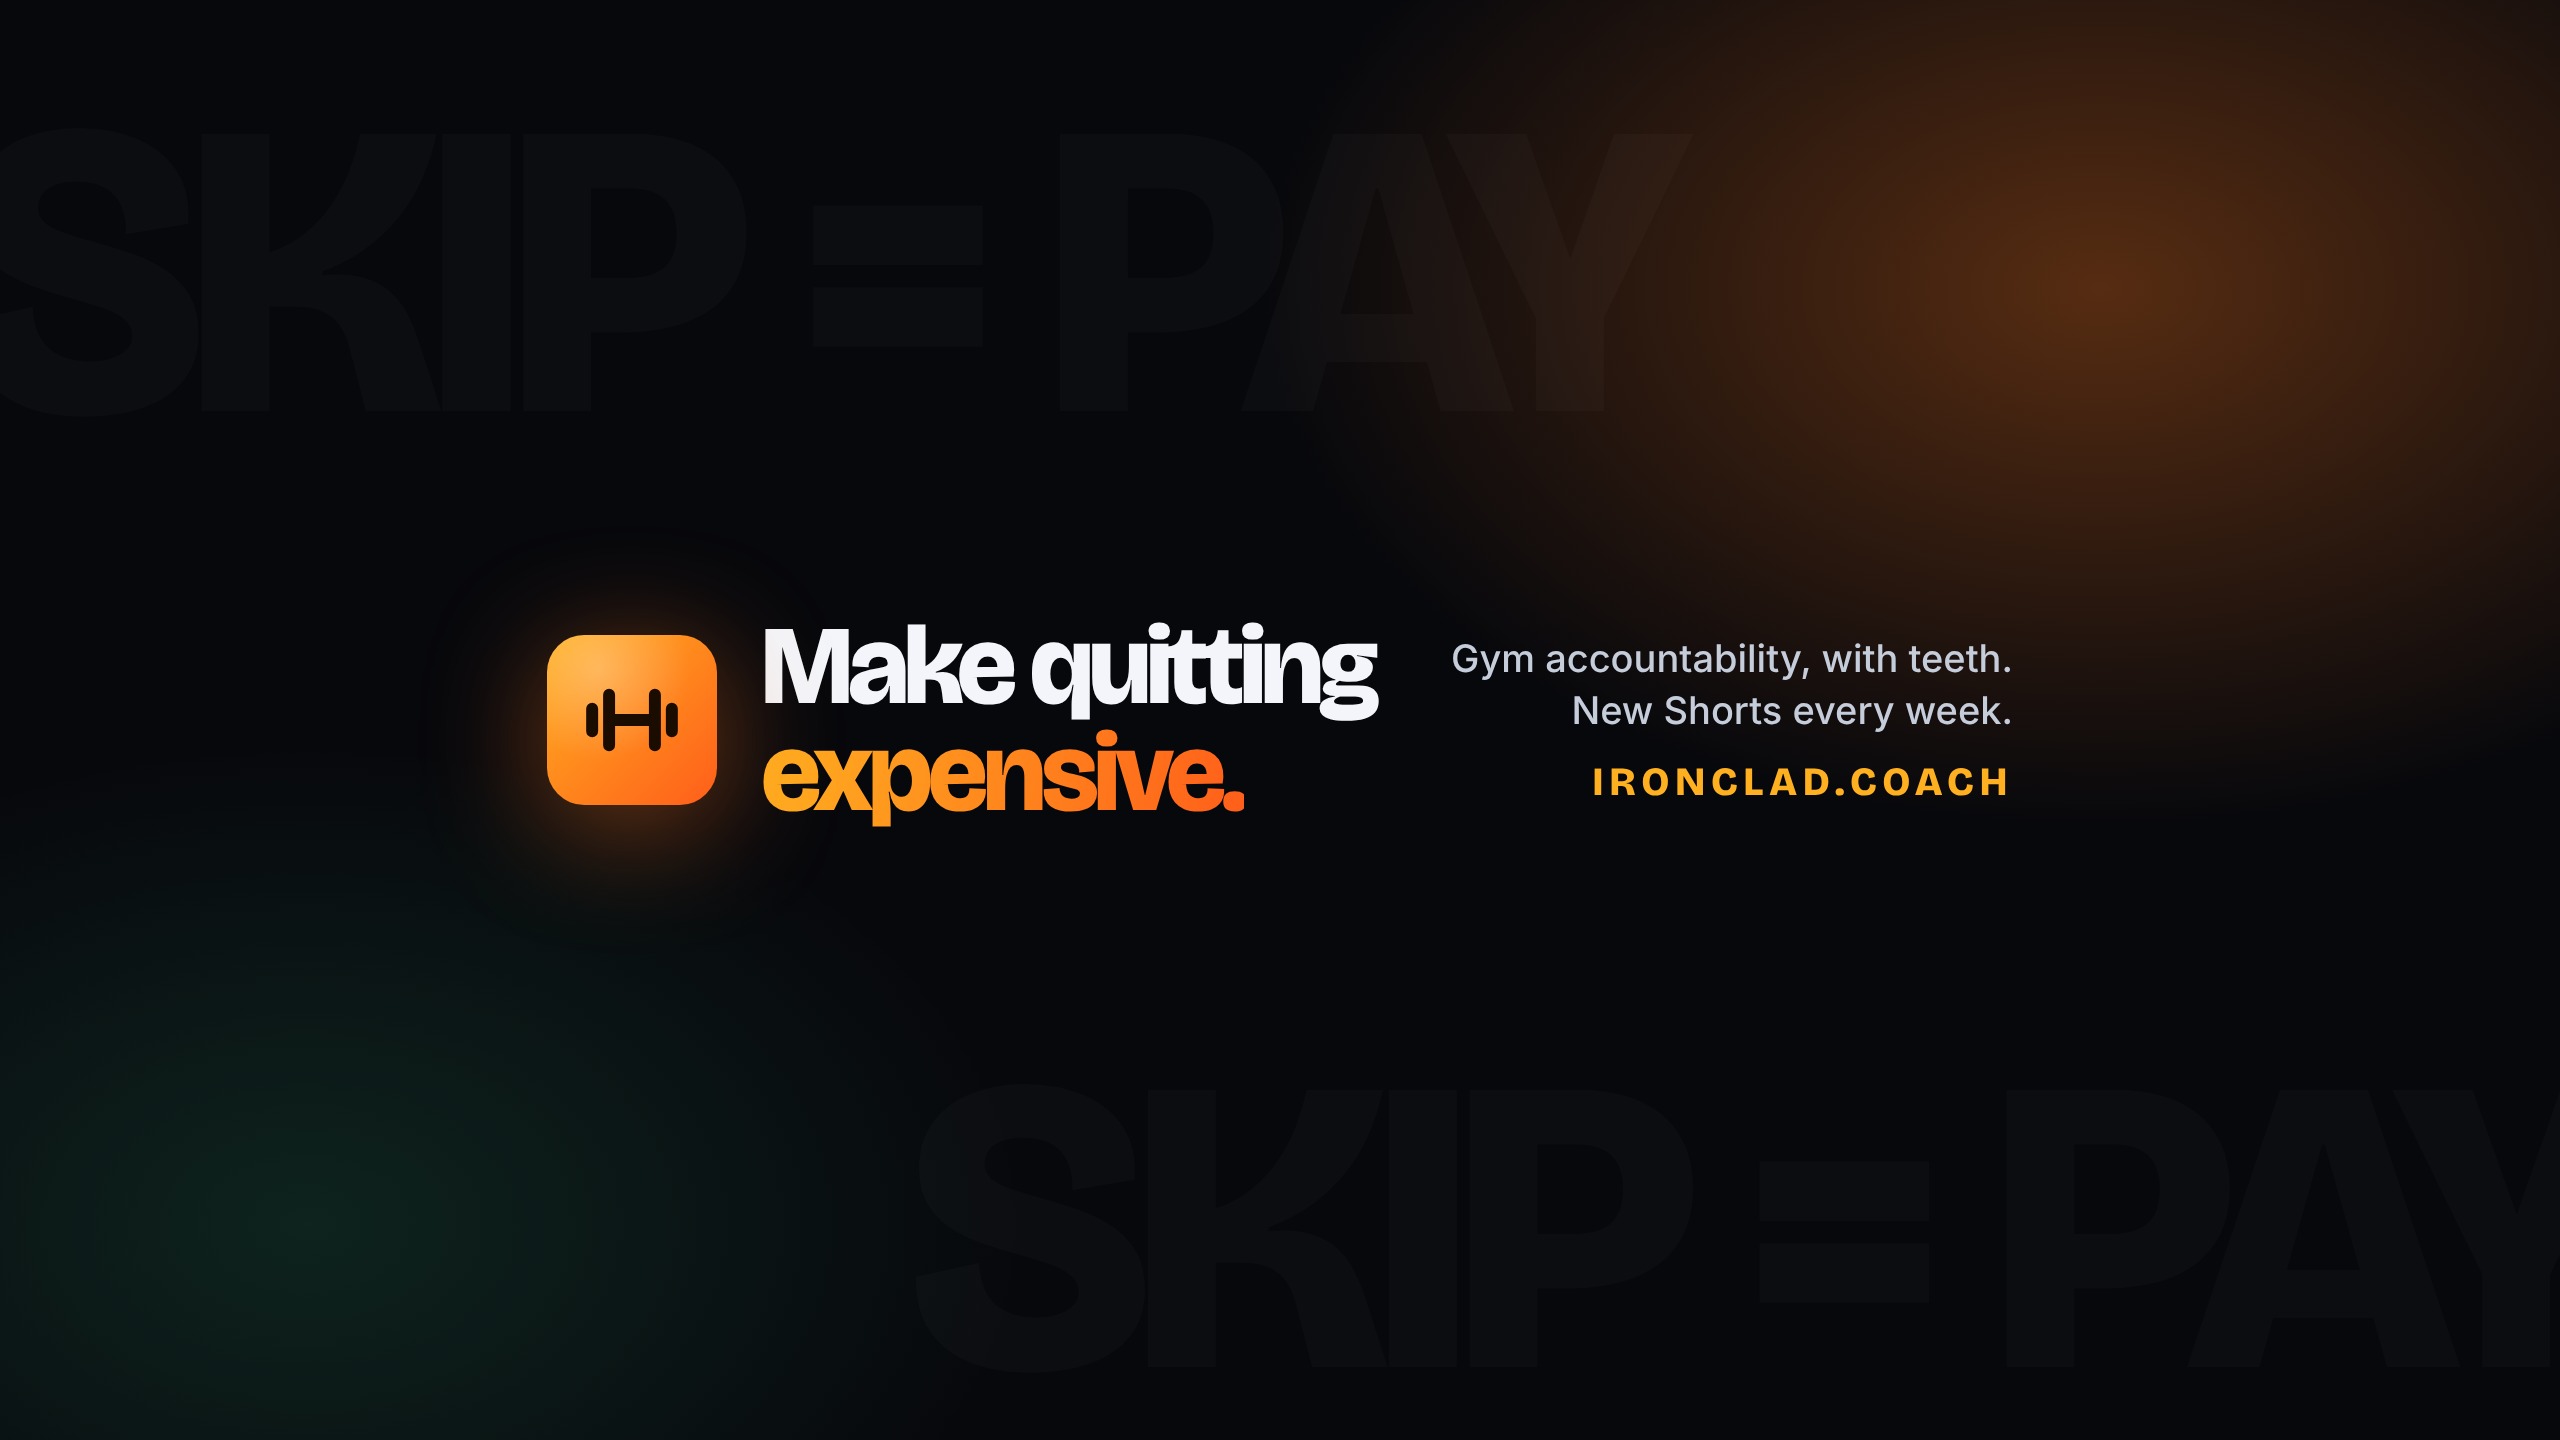 SKIP = PAY
Make quitting
expensive.
Gym accountability, with teeth.
New Shorts every week.
IRONCLAD.COACH
SKIP = PAY